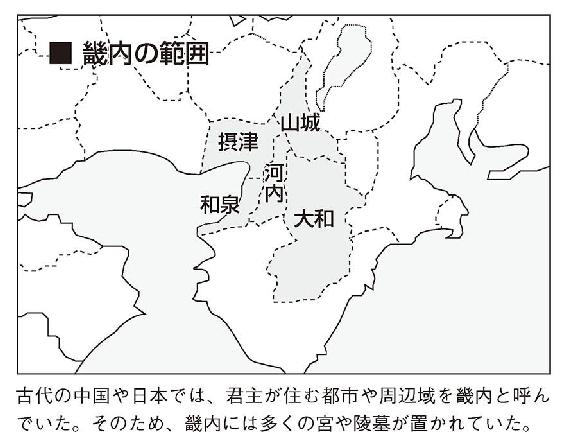 ■ 畿内の範囲
山城
摂津
河内
和泉
大和
古代の中国や日本では、君主が住む都市や周辺域を畿内と呼ん
でいた。そのため、畿内には多くの宮や陵墓が置かれていた。